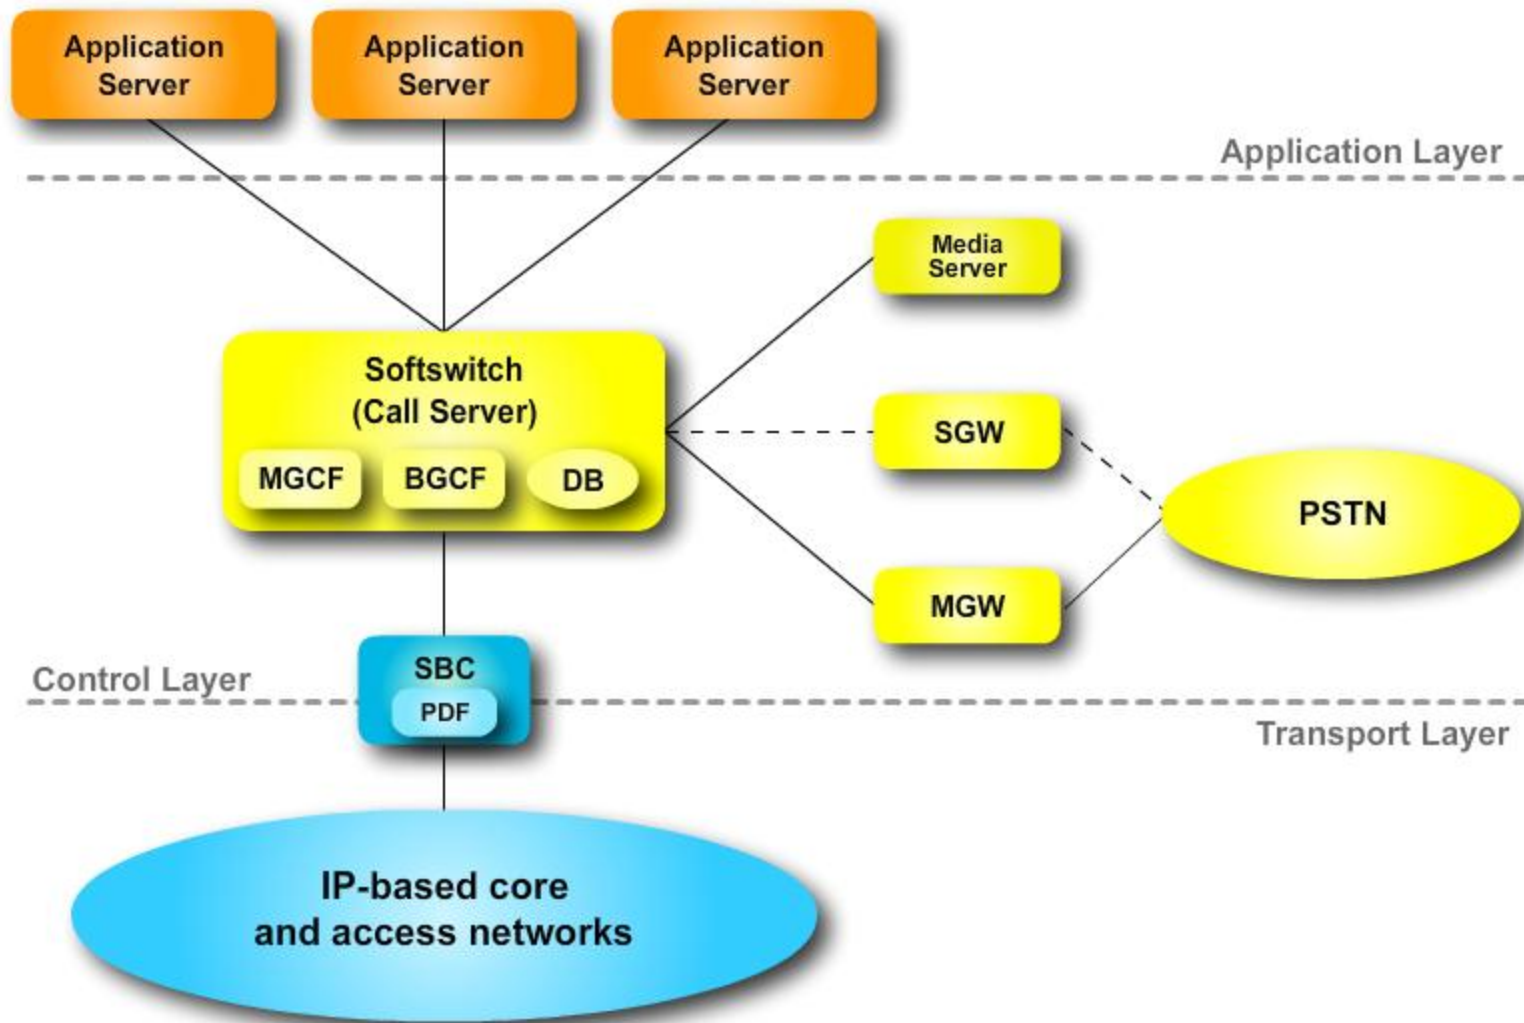 Application
Server
Application
Server
Application
Server
Application Layer
Media
Server
Softswitch
(Call Server)
MGCF
BGCF
DB
SGW
PSTN
MGW
SBC
PDF
Control Layer
Transport Layer
IP-based core
and access networks